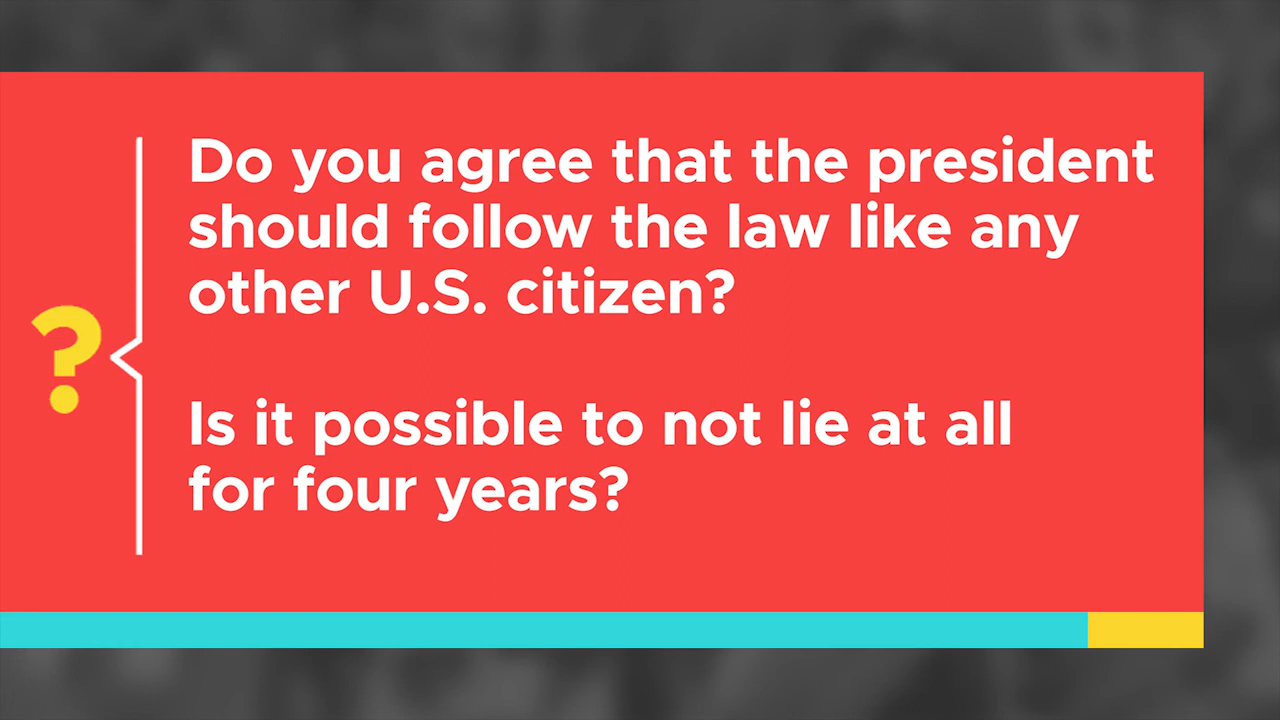 Do you agree that the president
should follow the law like any
other U.S. citizen?
?
Is it possible to not lie at all
for four years?